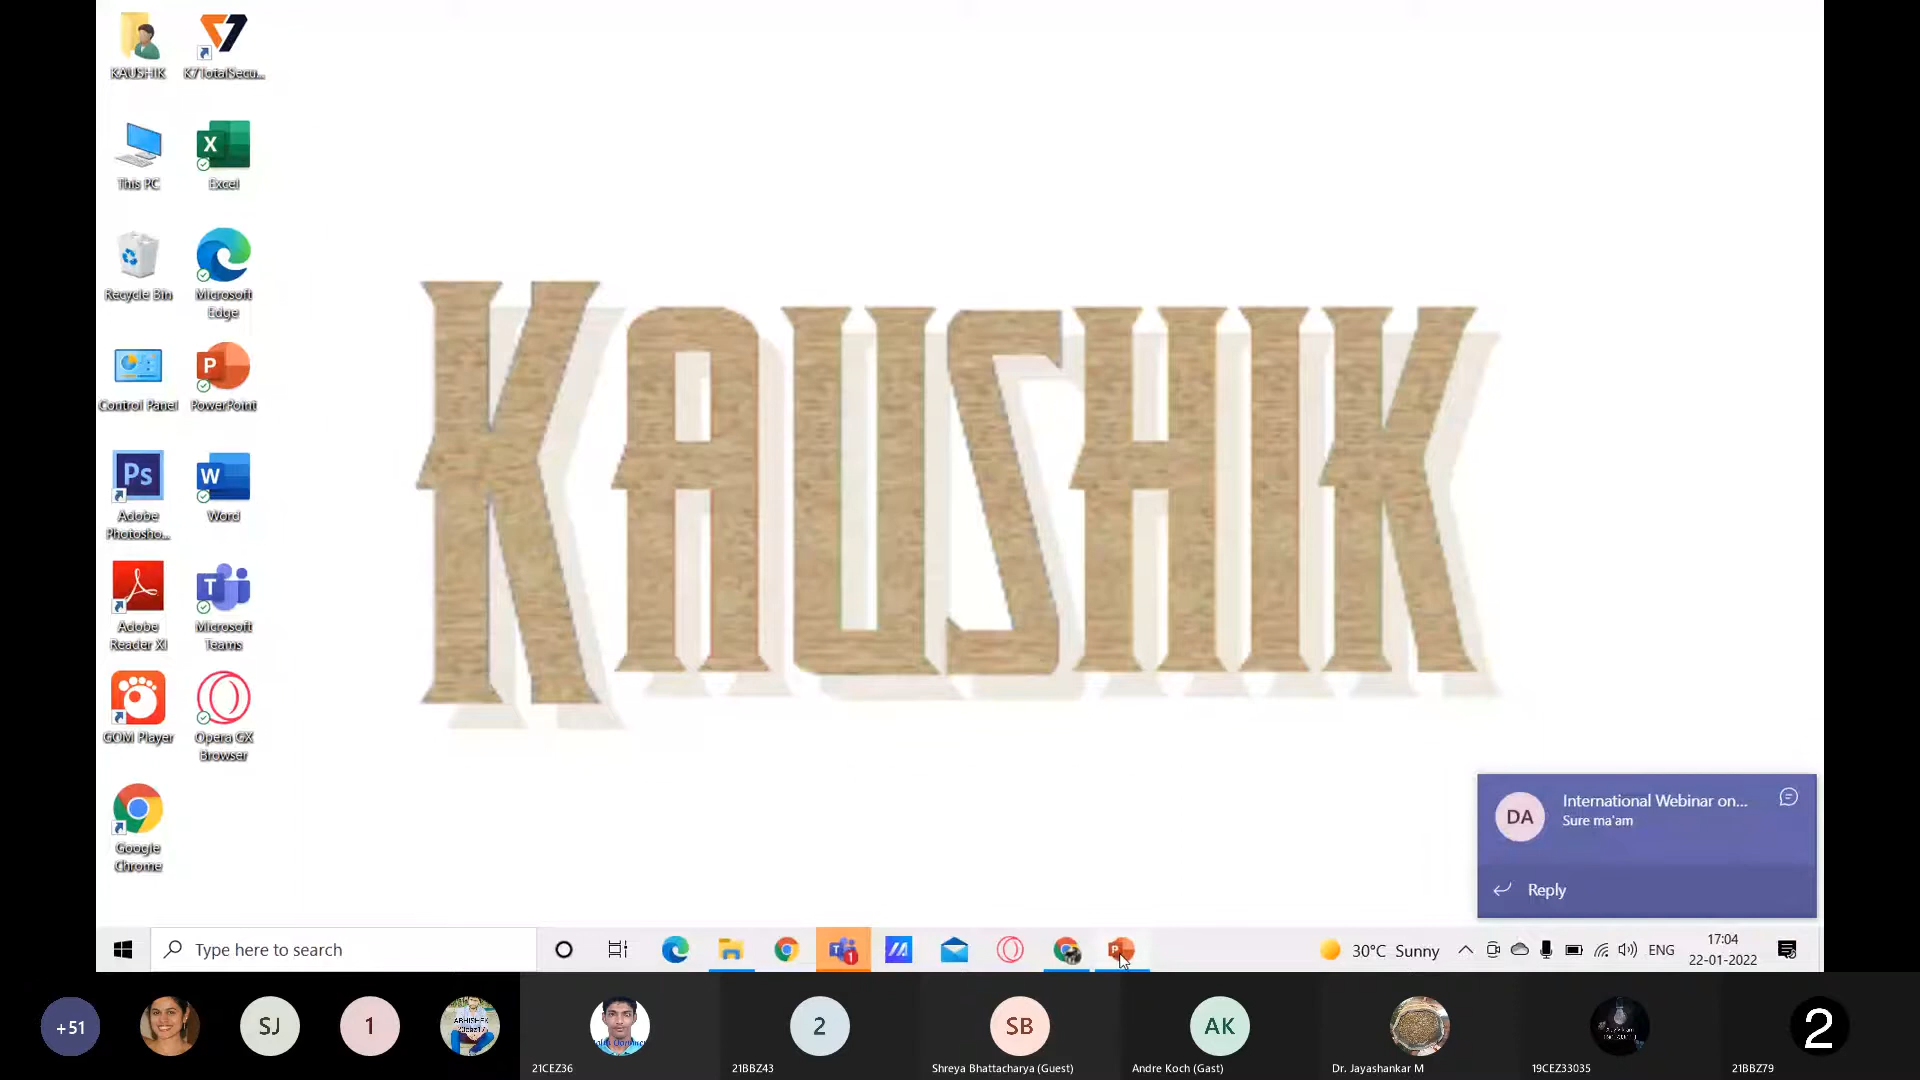 KAUSHIK
K7TotalSecu...
This PC
Excel
Recycle Bin
Microsoft
Edge
Control Panel
PowerPoint
Adobe
Photosho...
Word
Adobe
Reader XI
Microsoft
Teams
GOM Player
Opera GX
Browser
Google
Chrome
KAUSHIK
DA
International Webinar on...
Sure ma'am
Reply
Type here to search
1
30°C Sunny
ENG
17:04
22-01-2022
+51
SJ
1
ABHISHEK
2
SB
AK
2
21CEZ36
21BBZ43
Shreya Bhattacharya (Guest)
Andre Koch (Gast)
Dr. Jayashankar M
19CEZ33035
21BBZ79